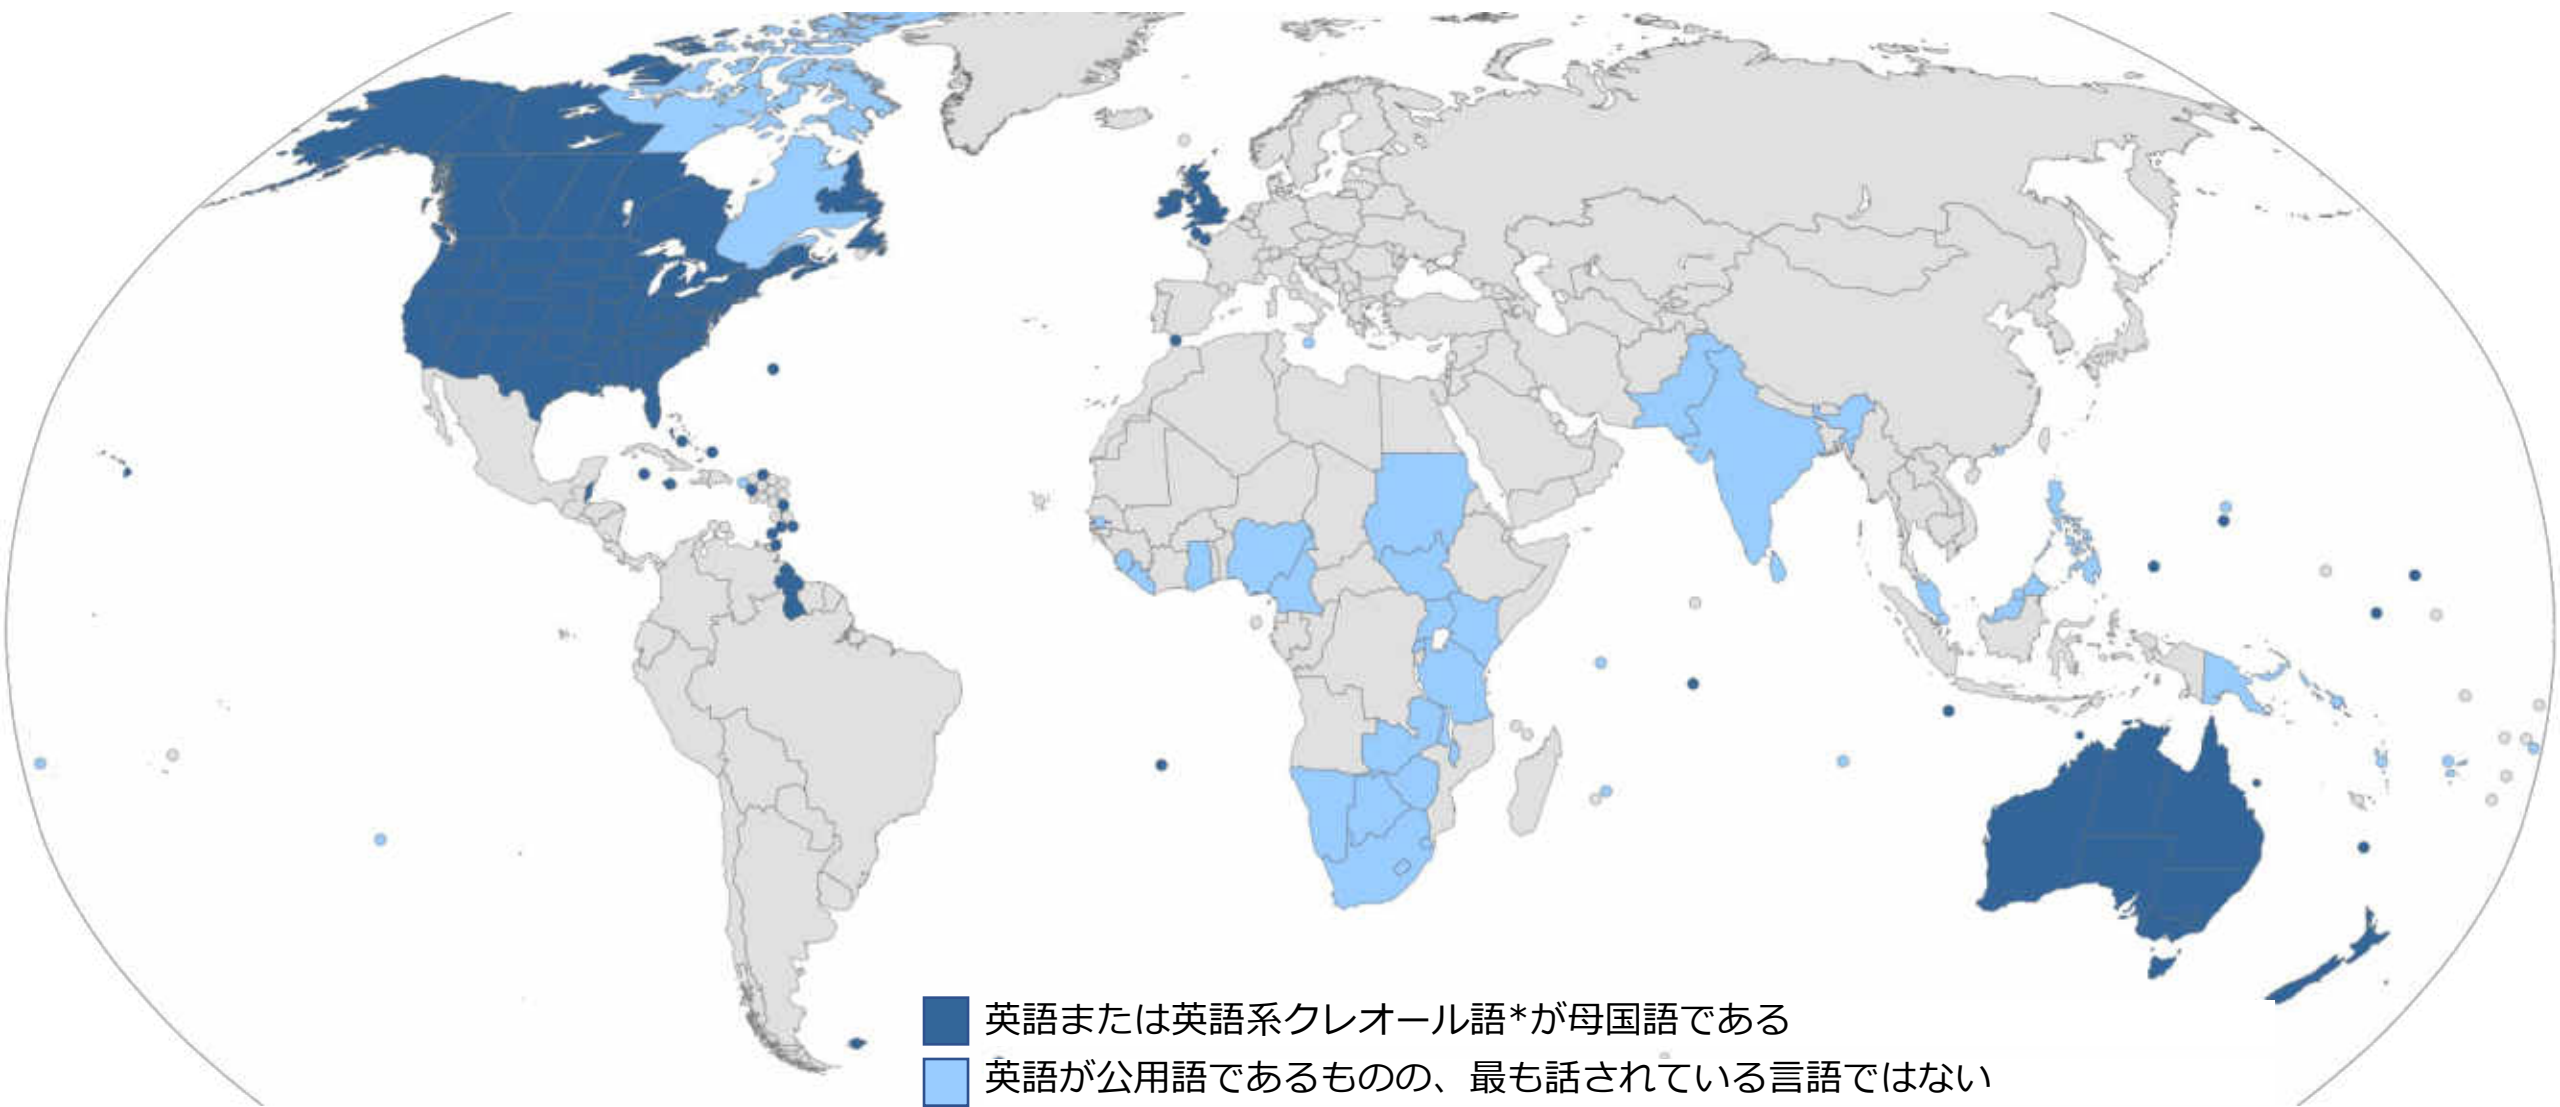 英語または英語系クレオール語*が母国語である
英語が公用語であるものの、最も話されている言語ではない